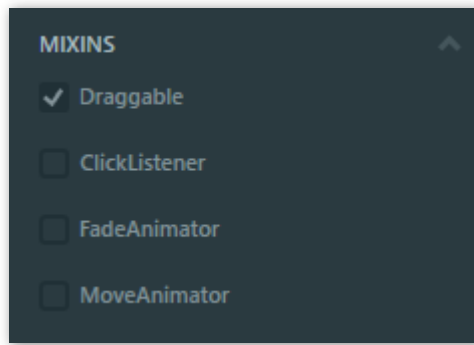 MIXINS
Draggable
ClickListener
FadeAnimator
MoveAnimator